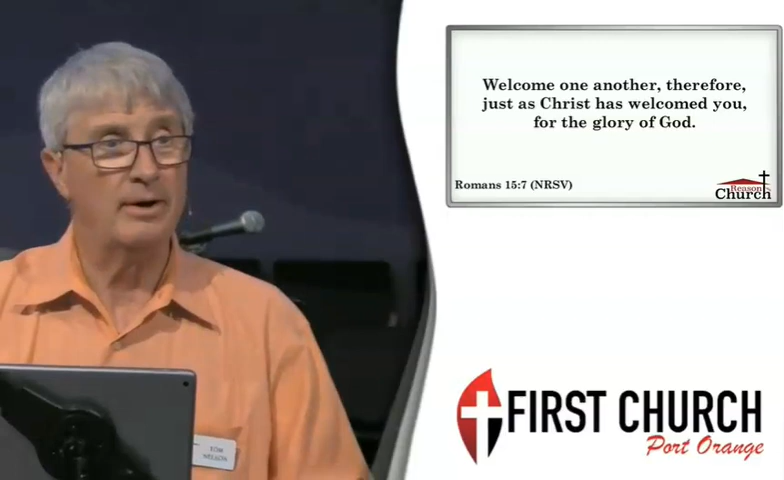 Welcome one another, therefore,
just as Christ has welcomed you,
for the glory of God.
Romans 15:7 (NRSV)
Reason
Church
FIRST CHURCH
Port Orange
NELSON